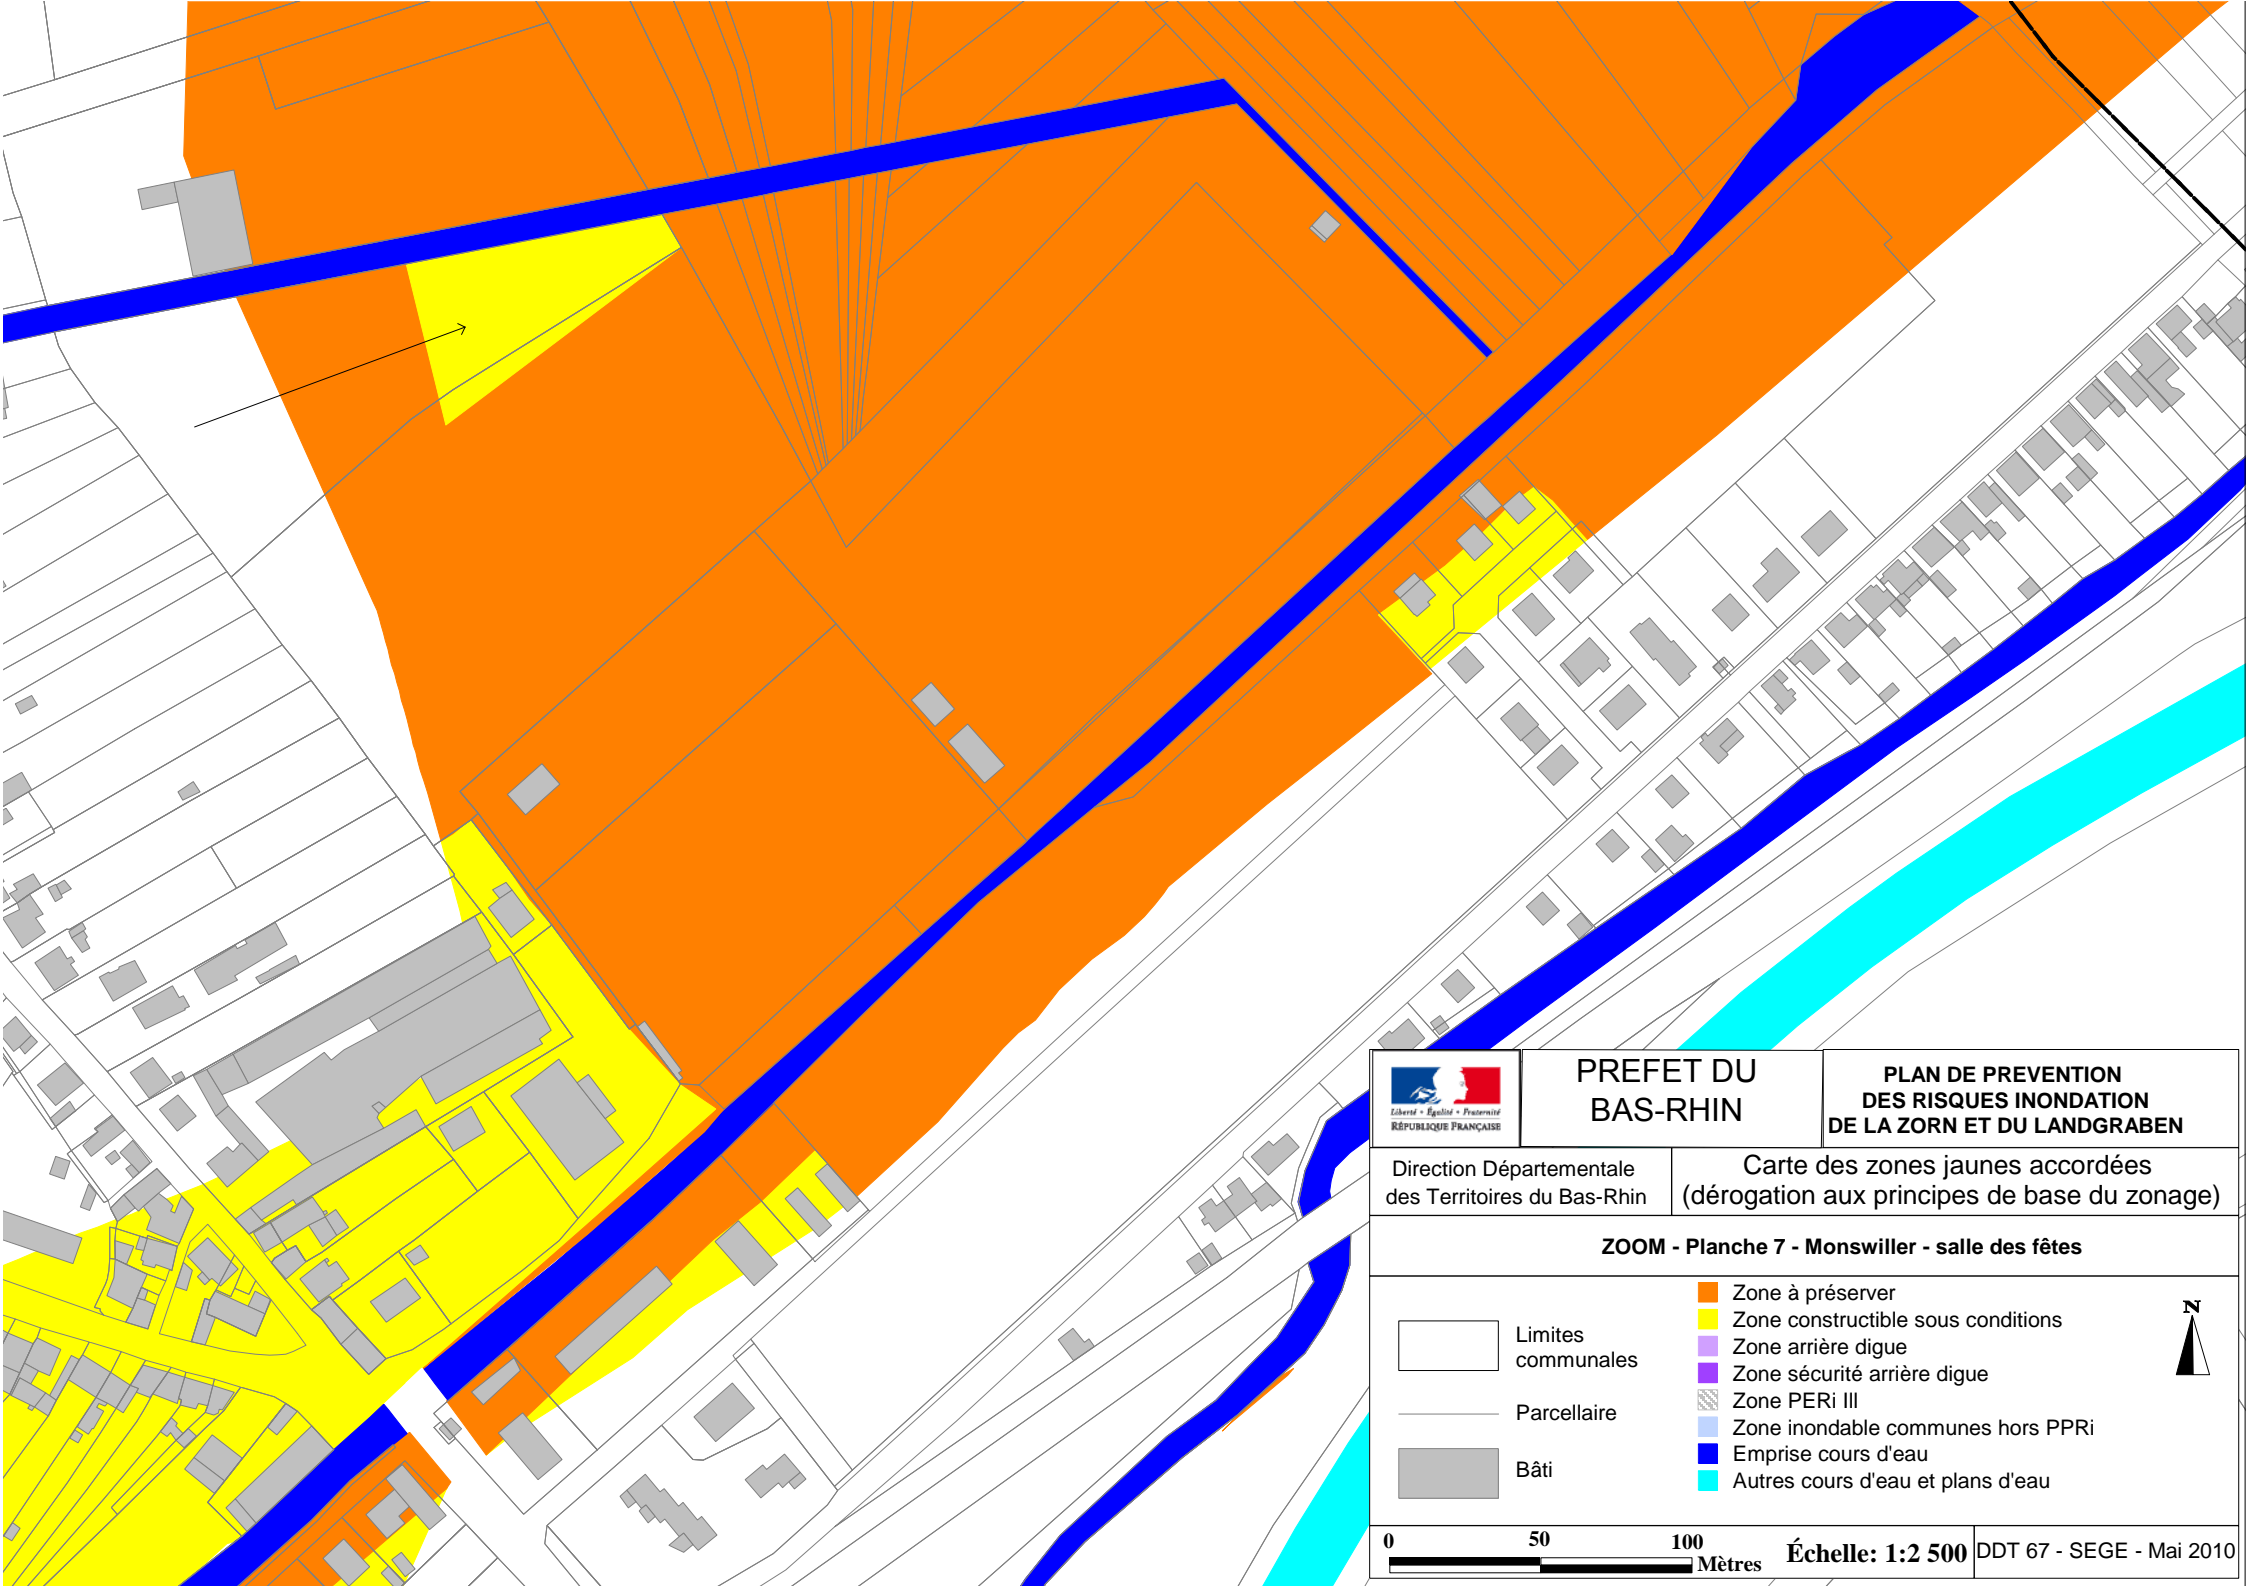 Liberté • Égalité • Fraternité
RÉPUBLIQUE FRANÇAISE
PREFET DU
BAS-RHIN
PLAN DE PREVENTION
DES RISQUES INONDATION
DE LA ZORN ET DU LANDGRABEN
Direction Départementale
des Territoires du Bas-Rhin
Carte des zones jaunes accordées
(dérogation aux principes de base du zonage)
ZOOM - Planche 7 - Monswiller - salle des fêtes
Limites
communales
Parcellaire
Bâti
Zone à préserver
Zone constructible sous conditions
Zone arrière digue
Zone sécurité arrière digue
Zone PERi III
Zone inondable communes hors PPRi
Emprise cours d'eau
Autres cours d'eau et plans d'eau
N
0 50 100
Mètres
Échelle: 1:2 500
DDT 67 - SEGE - Mai 2010